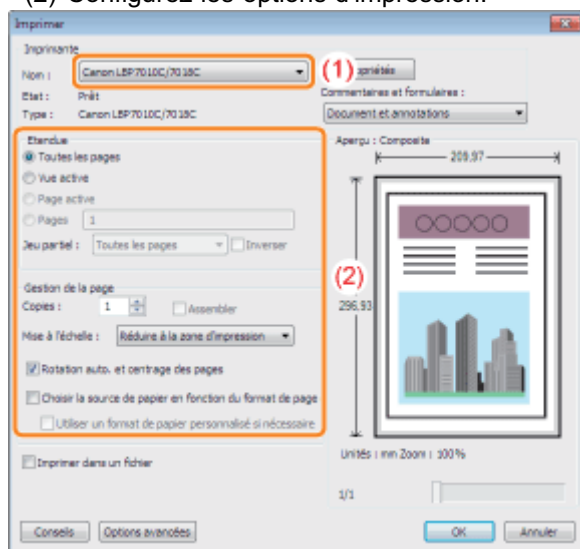 (2) Configurez les options d'impression.
Imprimer
Imprimante
Nom : Canon LBP7010C/7018C (1) priétés
Etat : Prêt Commentaires et formulaires :
Type : Canon LBP7010C/7018C Document et annotations
Etendue Aperçu : Composite
Toutes les pages 209,97
Vue active
Page active
Pages 1
Jeu partiel : Toutes les pages Inverser
(2)
Gestion de la page
Copies : 1 Assembler 296,93
Mise à l'échelle : Réduire à la zone d'impression
Rotation auto. et centrage des pages
Choisir la source de papier en fonction du format de page
Utiliser un format de papier personnalisé si nécessaire
Imprimer dans un fichier Unités : mm Zoom : 100%
1/1
Conseils Options avancées OK Annuler